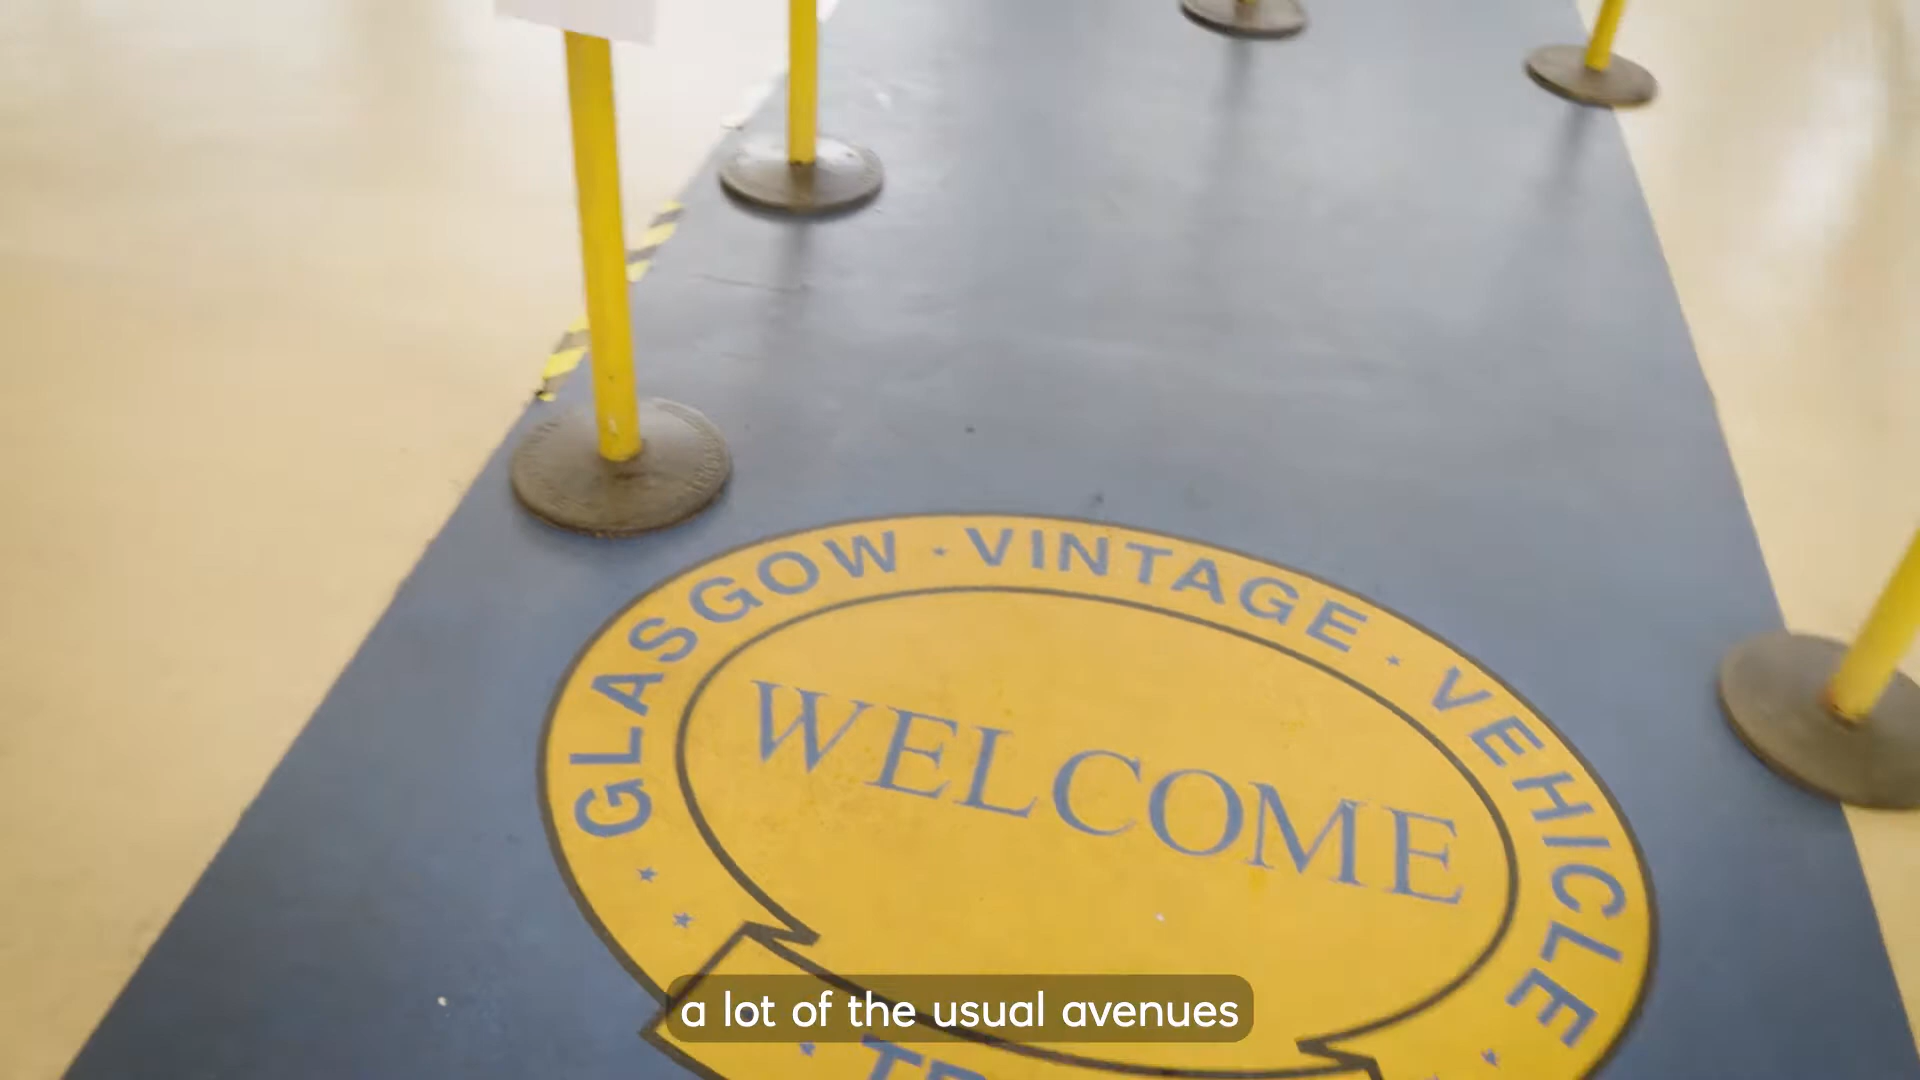 GLASGOW · VINTAGE · VEHICLE
WELCOME
a lot of the usual avenues